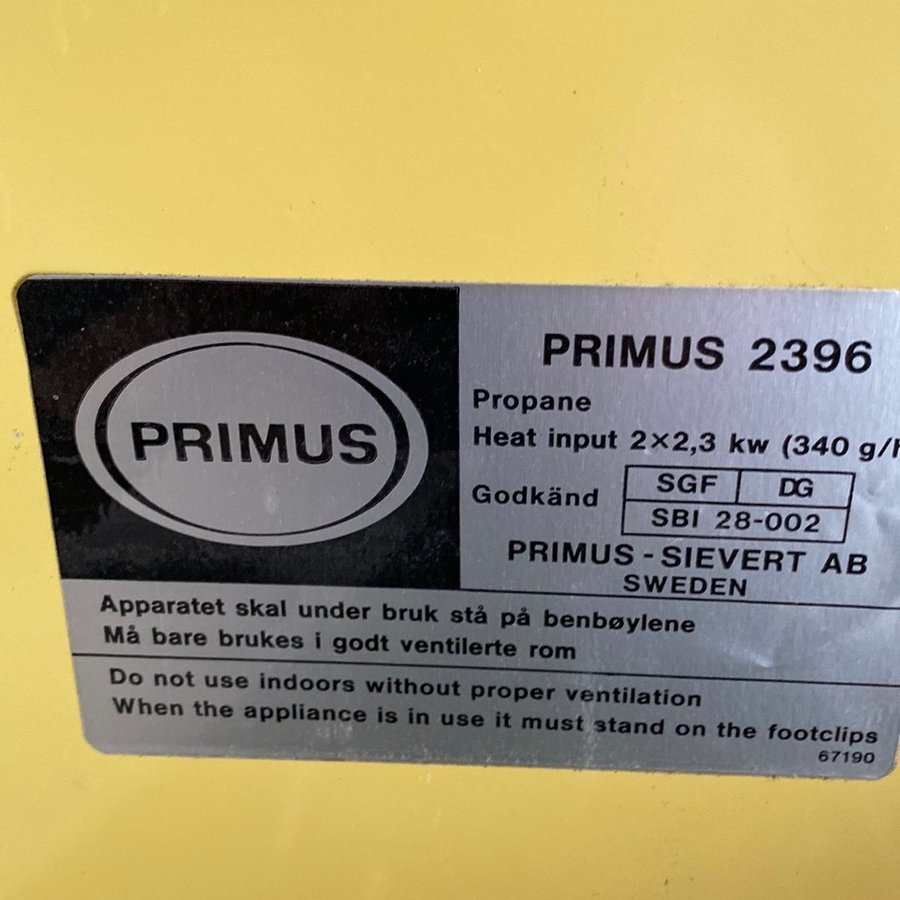 PRIMUS
PRIMUS 2396
Propane
Heat input 2×2,3 kw (340 g/h
Godkänd
SGF DG
SBI 28-002
PRIMUS - SIEVERT AB
SWEDEN
Apparatet skal under bruk stå på benbøylene
Må bare brukes i godt ventilerte rom
Do not use indoors without proper ventilation
When the appliance is in use it must stand on the footclips
67190